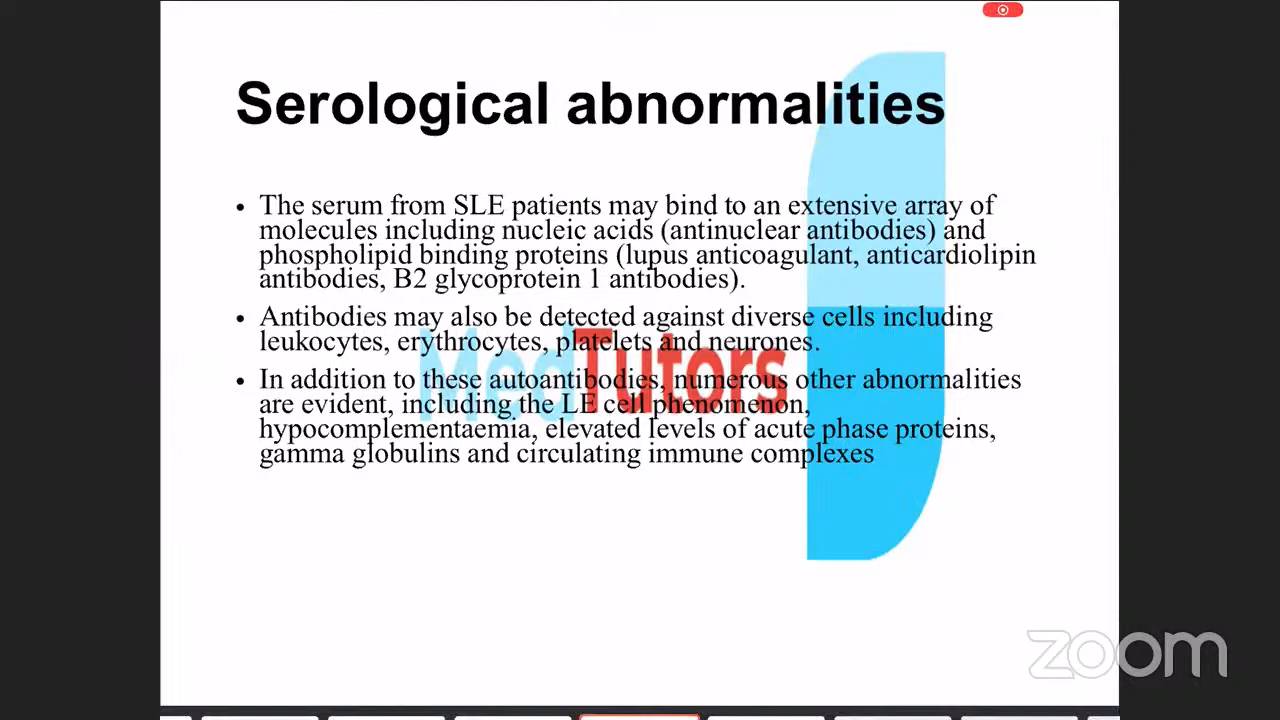 Serological abnormalities
• The serum from SLE patients may bind to an extensive array of
molecules including nucleic acids (antinuclear antibodies) and
phospholipid binding proteins (lupus anticoagulant, anticardiolipin
antibodies, B2 glycoprotein 1 antibodies).
• Antibodies may also be detected against diverse cells including
leukocytes, erythrocytes, platelets and neurones.
MedTutors
• In addition to these autoantibodies, numerous other abnormalities
are evident, including the LE cell phenomenon,
hypocomplementaemia, elevated levels of acute phase proteins,
gamma globulins and circulating immune complexes
zoom